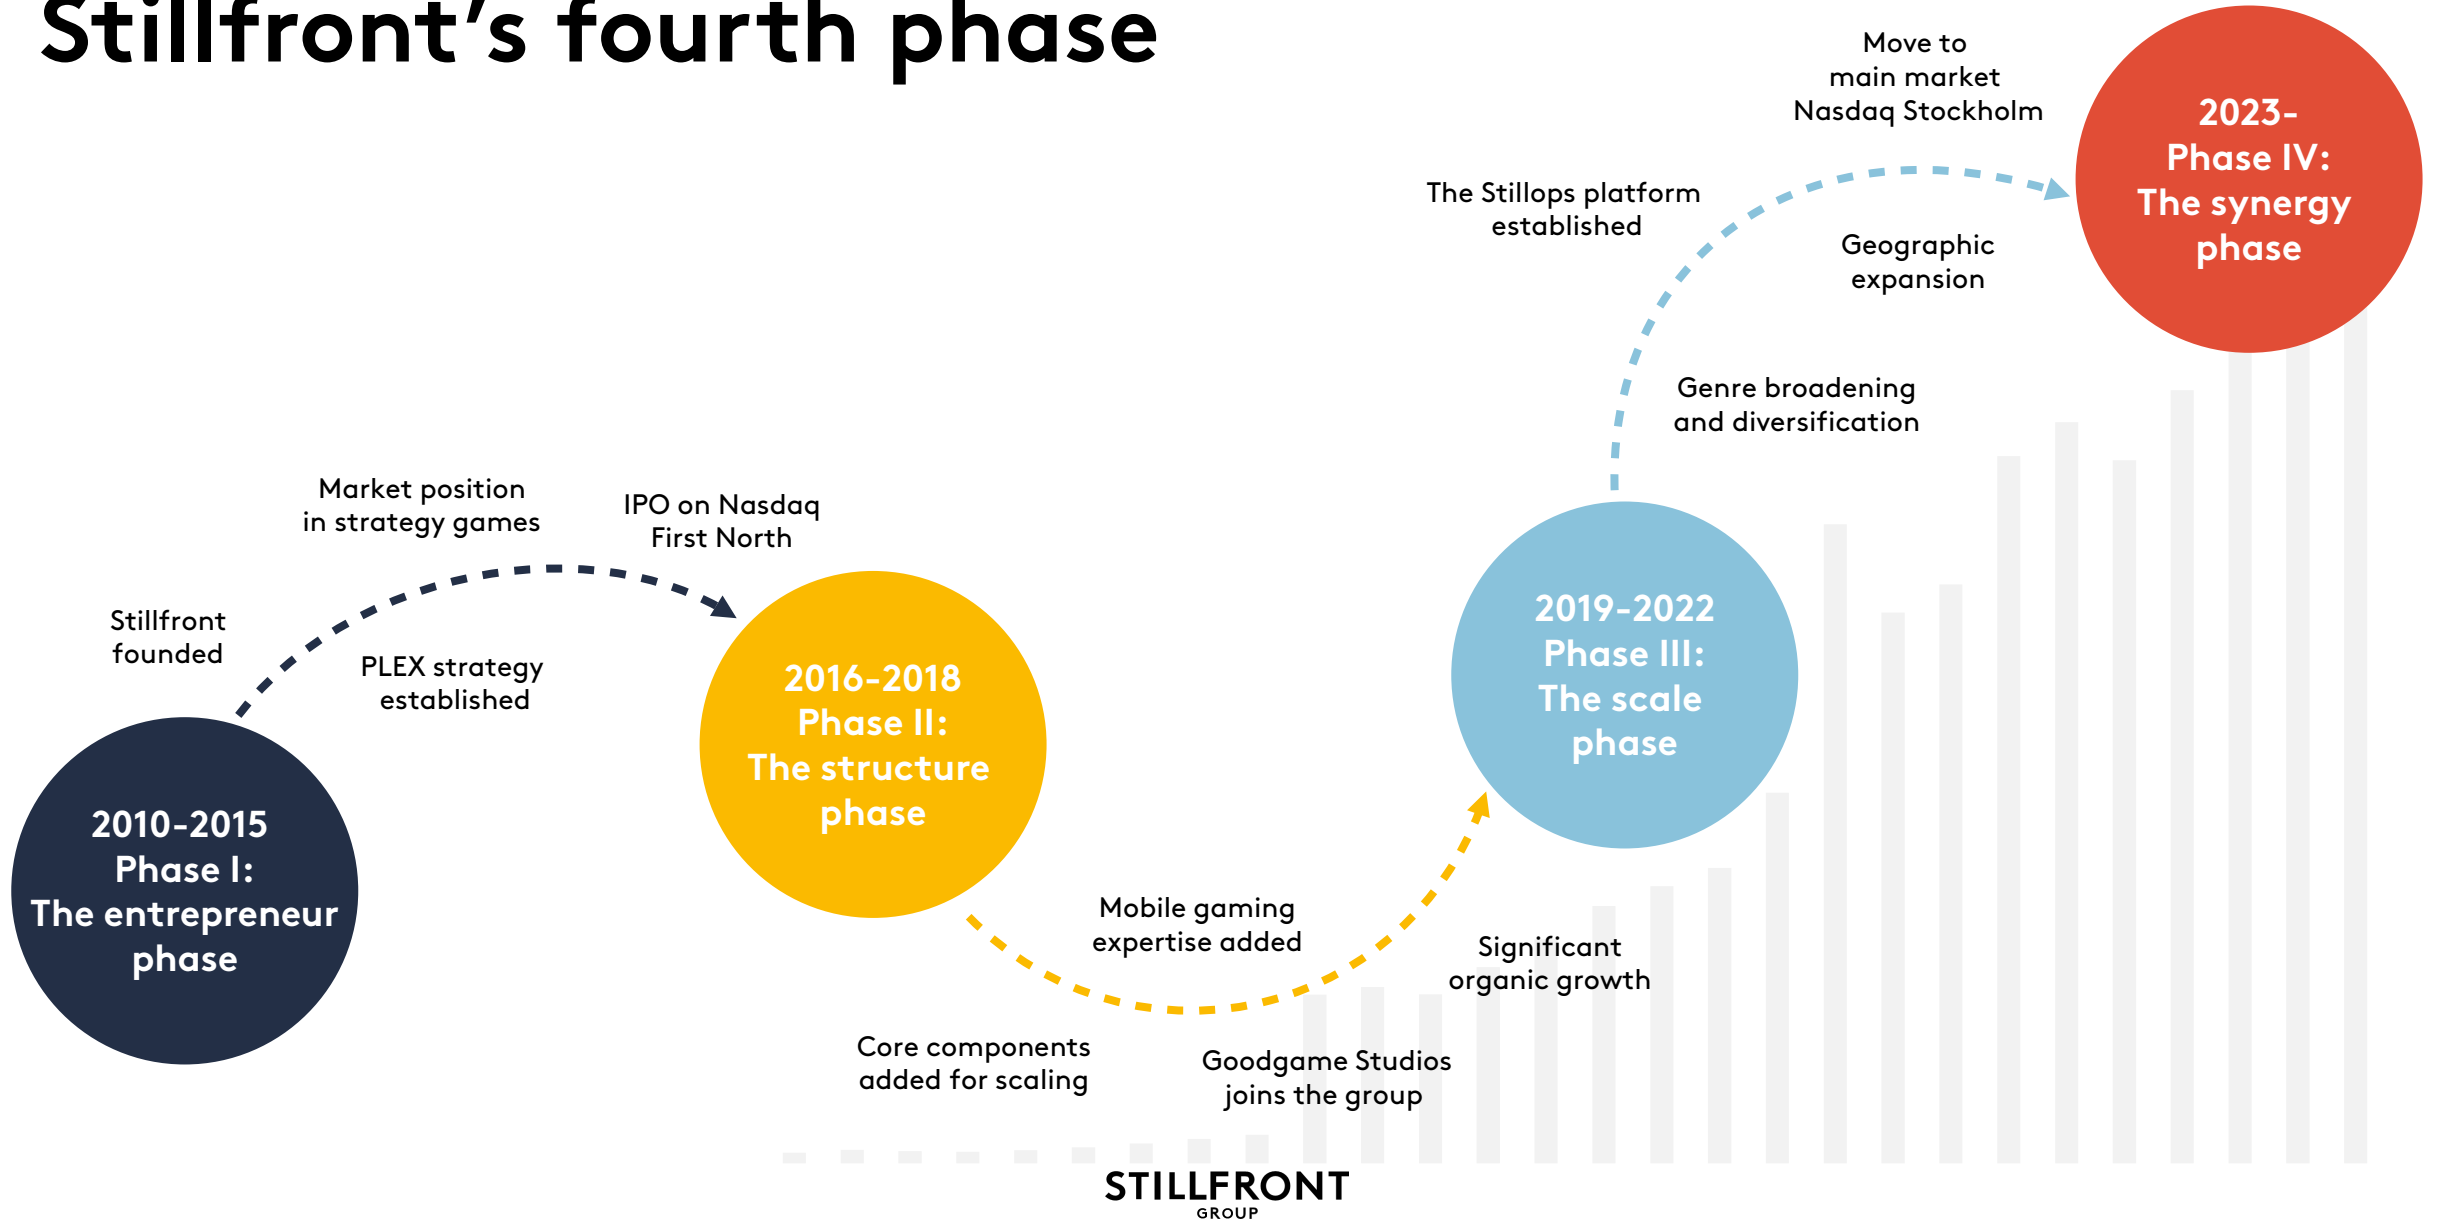 Stillfront's fourth phase
Stillfront
founded
Market position
in strategy games
PLEX strategy
established
IPO on Nasdaq
First North
2010-2015
Phase I:
The entrepreneur
phase
2016-2018
Phase II:
The structure
phase
Core components
added for scaling
Mobile gaming
expertise added
Goodgame Studios
joins the group
Significant
organic growth
2019-2022
Phase III:
The scale
phase
The Stillops platform
established
Genre broadening
and diversification
Geographic
expansion
Move to
main market
Nasdaq Stockholm
2023-
Phase IV:
The synergy
phase
STILLFRONT
GROUP